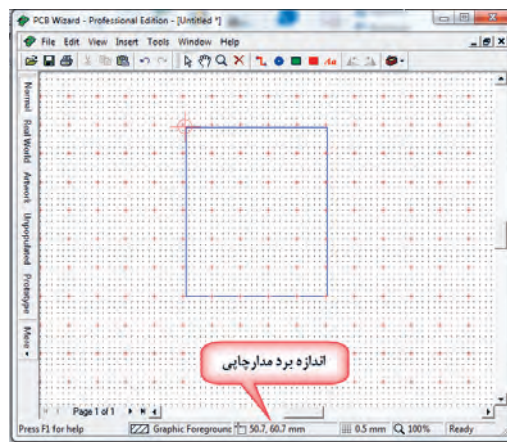 PCB Wizard - Professional Edition - [Untitled *]
File Edit View Insert Tools Window Help
Aa
Normal
Real World
Artwork
Unpopulated
Prototype
More
اندازه برد مدارچاپی
Page 1 of 1
Press F1 for help Graphic Foreground 50.7, 60.7 mm 0.5 mm 100% Ready